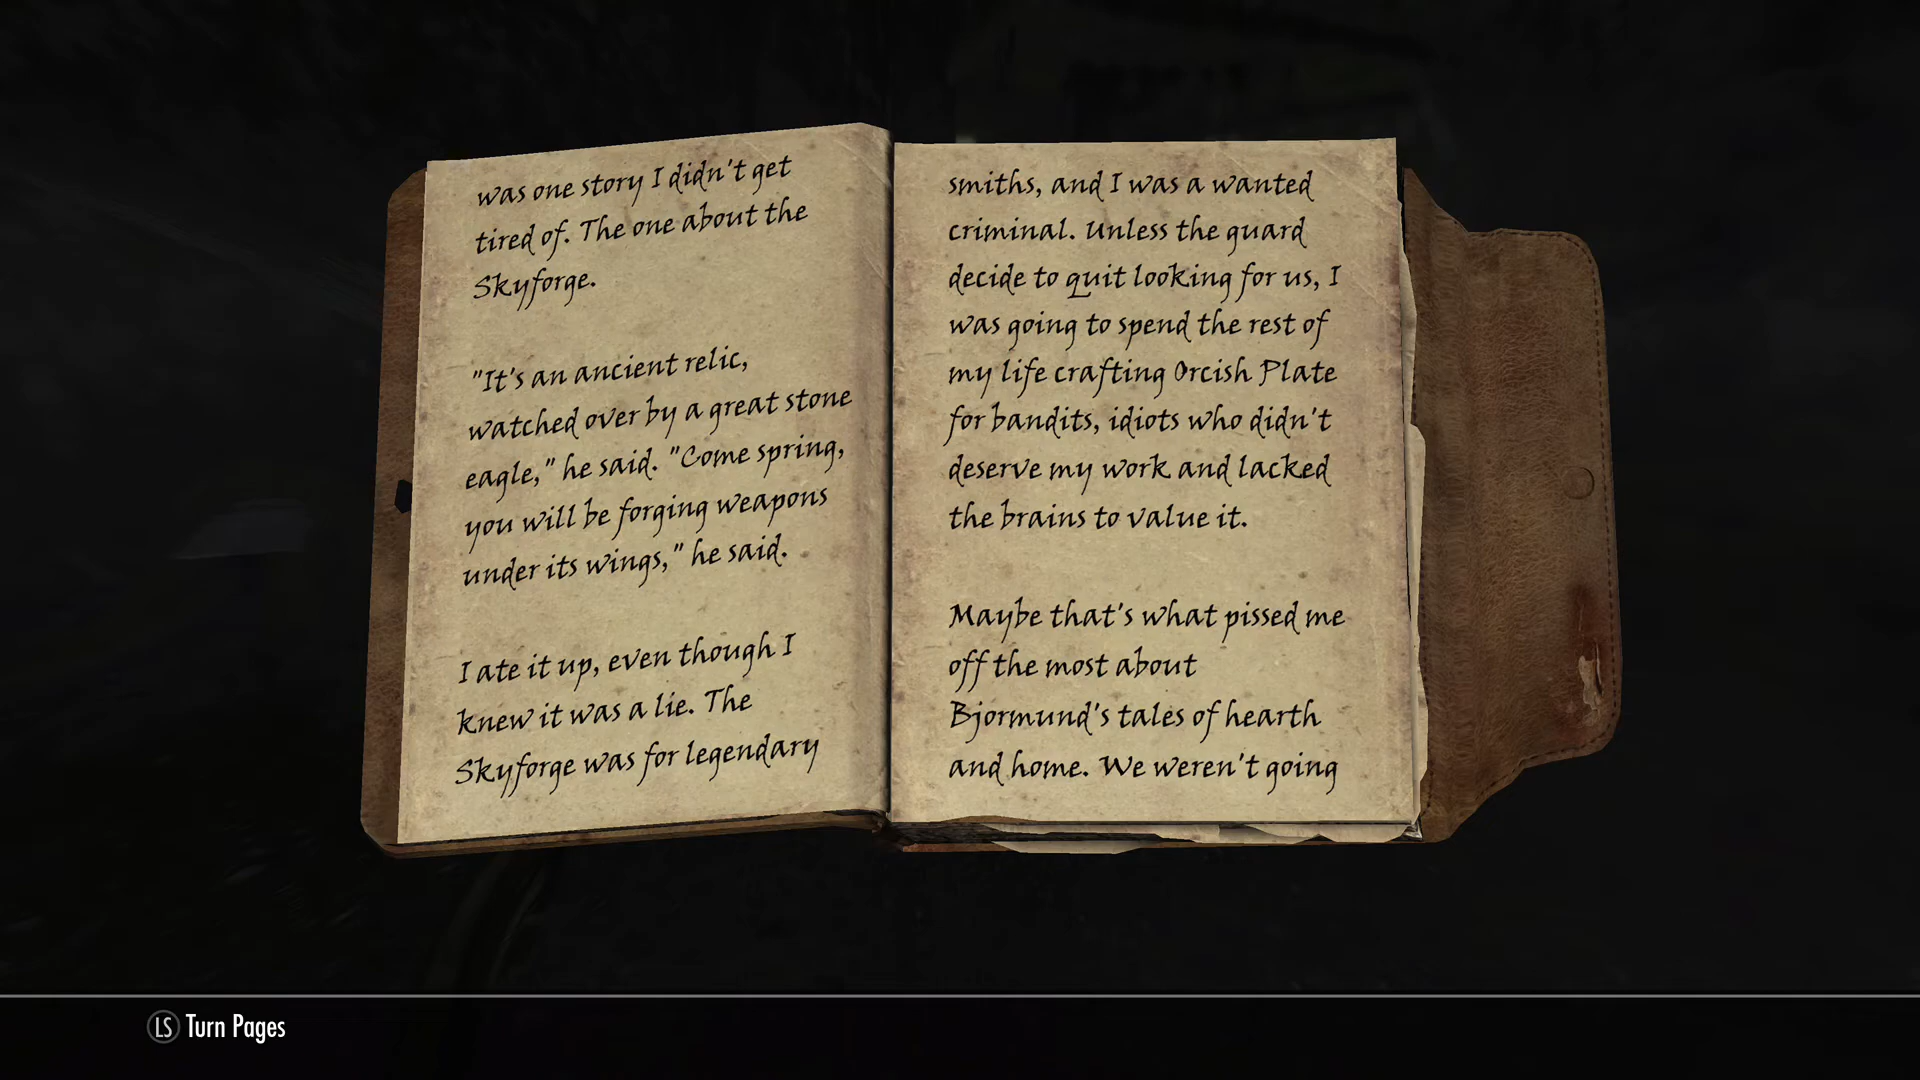 was one story I didn't get
tired of. The one about the
Skyforge.
"It's an ancient relic,
watched over by a great stone
eagle," he said. "Come spring,
you will be forging weapons
under its wings," he said.
I ate it up, even though I
knew it was a lie. The
Skyforge was for legendary
smiths, and I was a wanted
criminal. Unless the guard
decide to quit looking for us, I
was going to spend the rest of
my life crafting Orcish Plate
for bandits, idiots who didn't
deserve my work and lacked
the brains to value it.
Maybe that's what pissed me
off the most about
Bjormund's tales of hearth
and home. We weren't going
LS Turn Pages